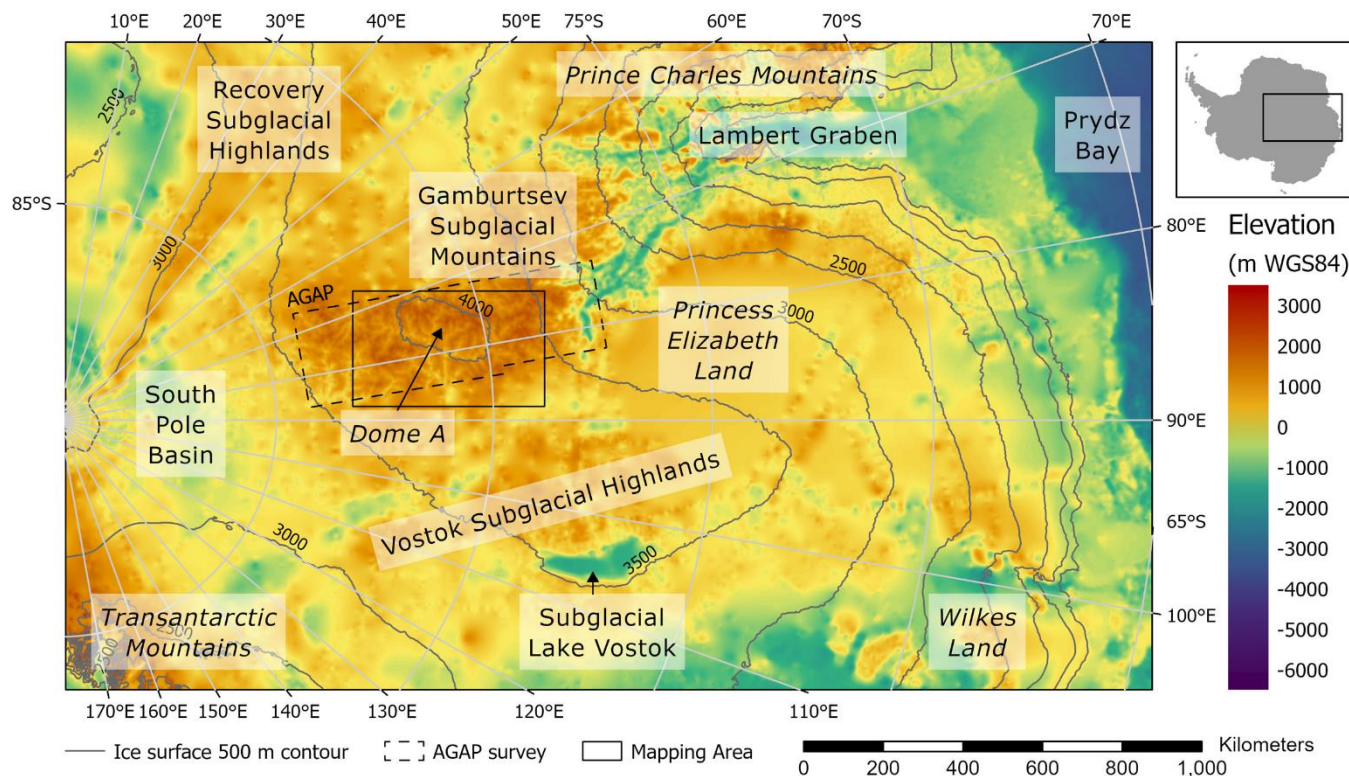 10°E 20°E 30°E 40°E 50°E 75°S 60°E 70°S 70°E
Prince Charles Mountains
Recovery
Subglacial
Highlands
2500
Lambert Graben
Prydz
Bay
85°S
Gamburtsev
Subglacial
Mountains
3000
80°E
2500
AGAP
4000
3000
Princess
Elizabeth
Land
South
Pole
Basin
Dome A
90°E
Vostok Subglacial Highlands
3000
3500
65°S
Transantarctic
Mountains
2500
2500
Subglacial
Lake Vostok
Wilkes
Land
100°E
170°E 160°E 150°E 140°E 130°E 120°E 110°E
Elevation
(m WGS84)
3000
2000
1000
0
-1000
-2000
-3000
-4000
-5000
-6000
Ice surface 500 m contour
AGAP survey
Mapping Area
Kilometers
0 200 400 600 800 1,000